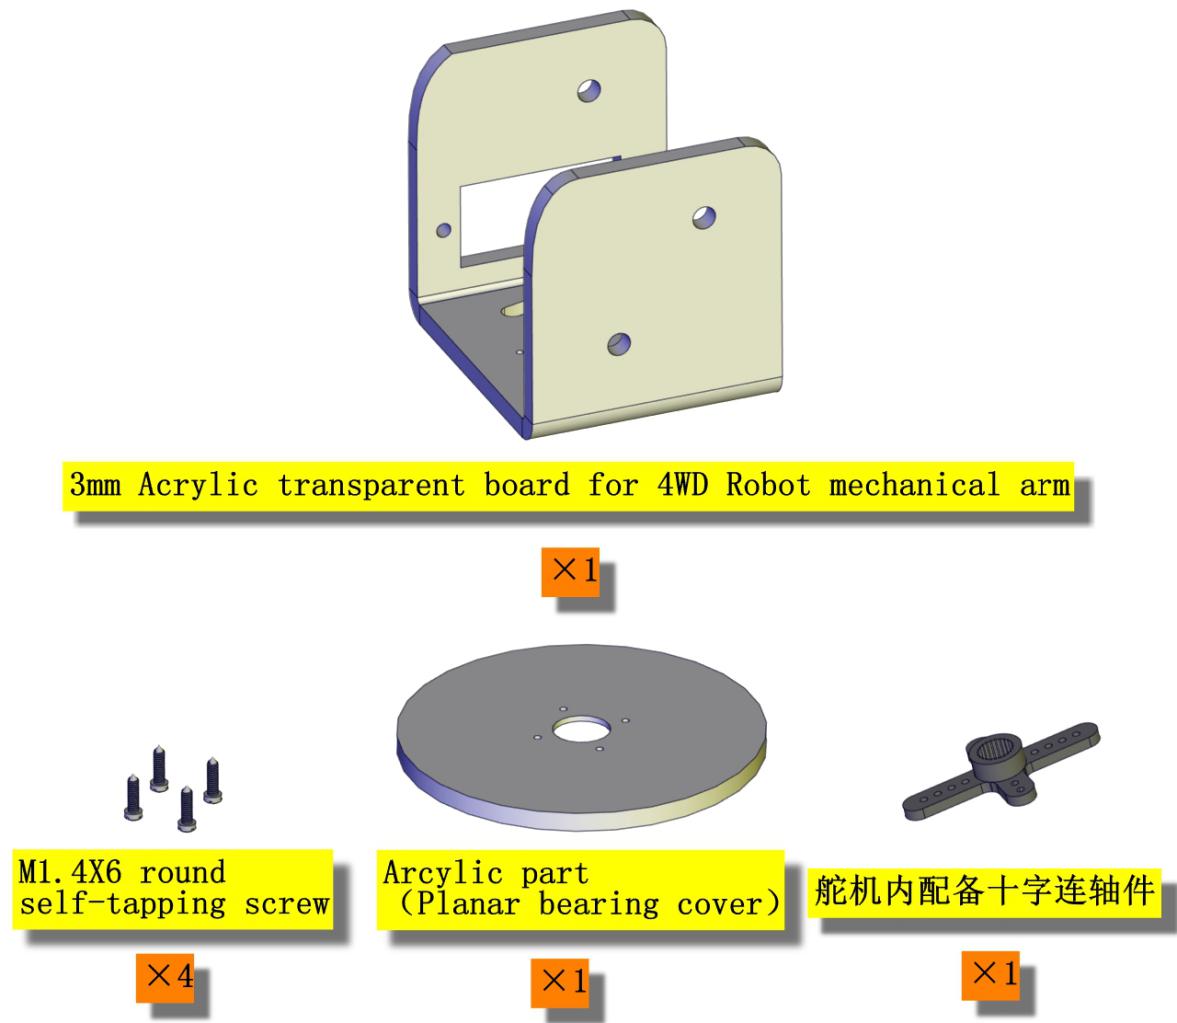 3mm Acrylic transparent board for 4WD Robot mechanical arm
×1
M1.4X6 round
self-tapping screw
×4
Arcylic part
（Planar bearing cover）
×1
舵机内配备十字连轴件
×1